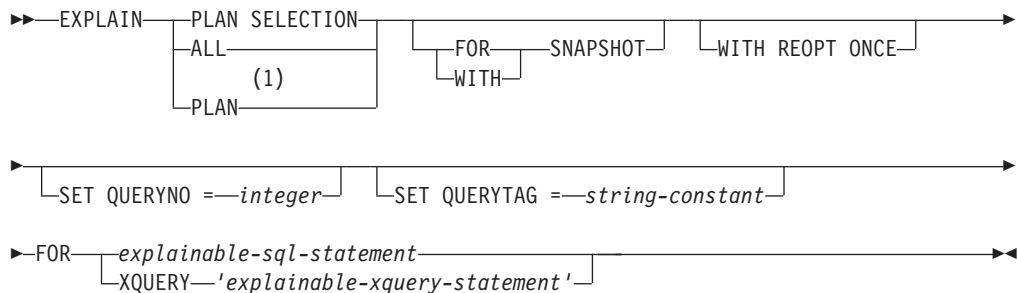 EXPLAIN PLAN SELECTION
ALL FOR SNAPSHOT WITH REOPT ONCE
(1) WITH
PLAN
SET QUERYNO = integer SET QUERYTAG = string-constant
FOR explainable-sql-statement
XQUERY 'explainable-xquery-statement'